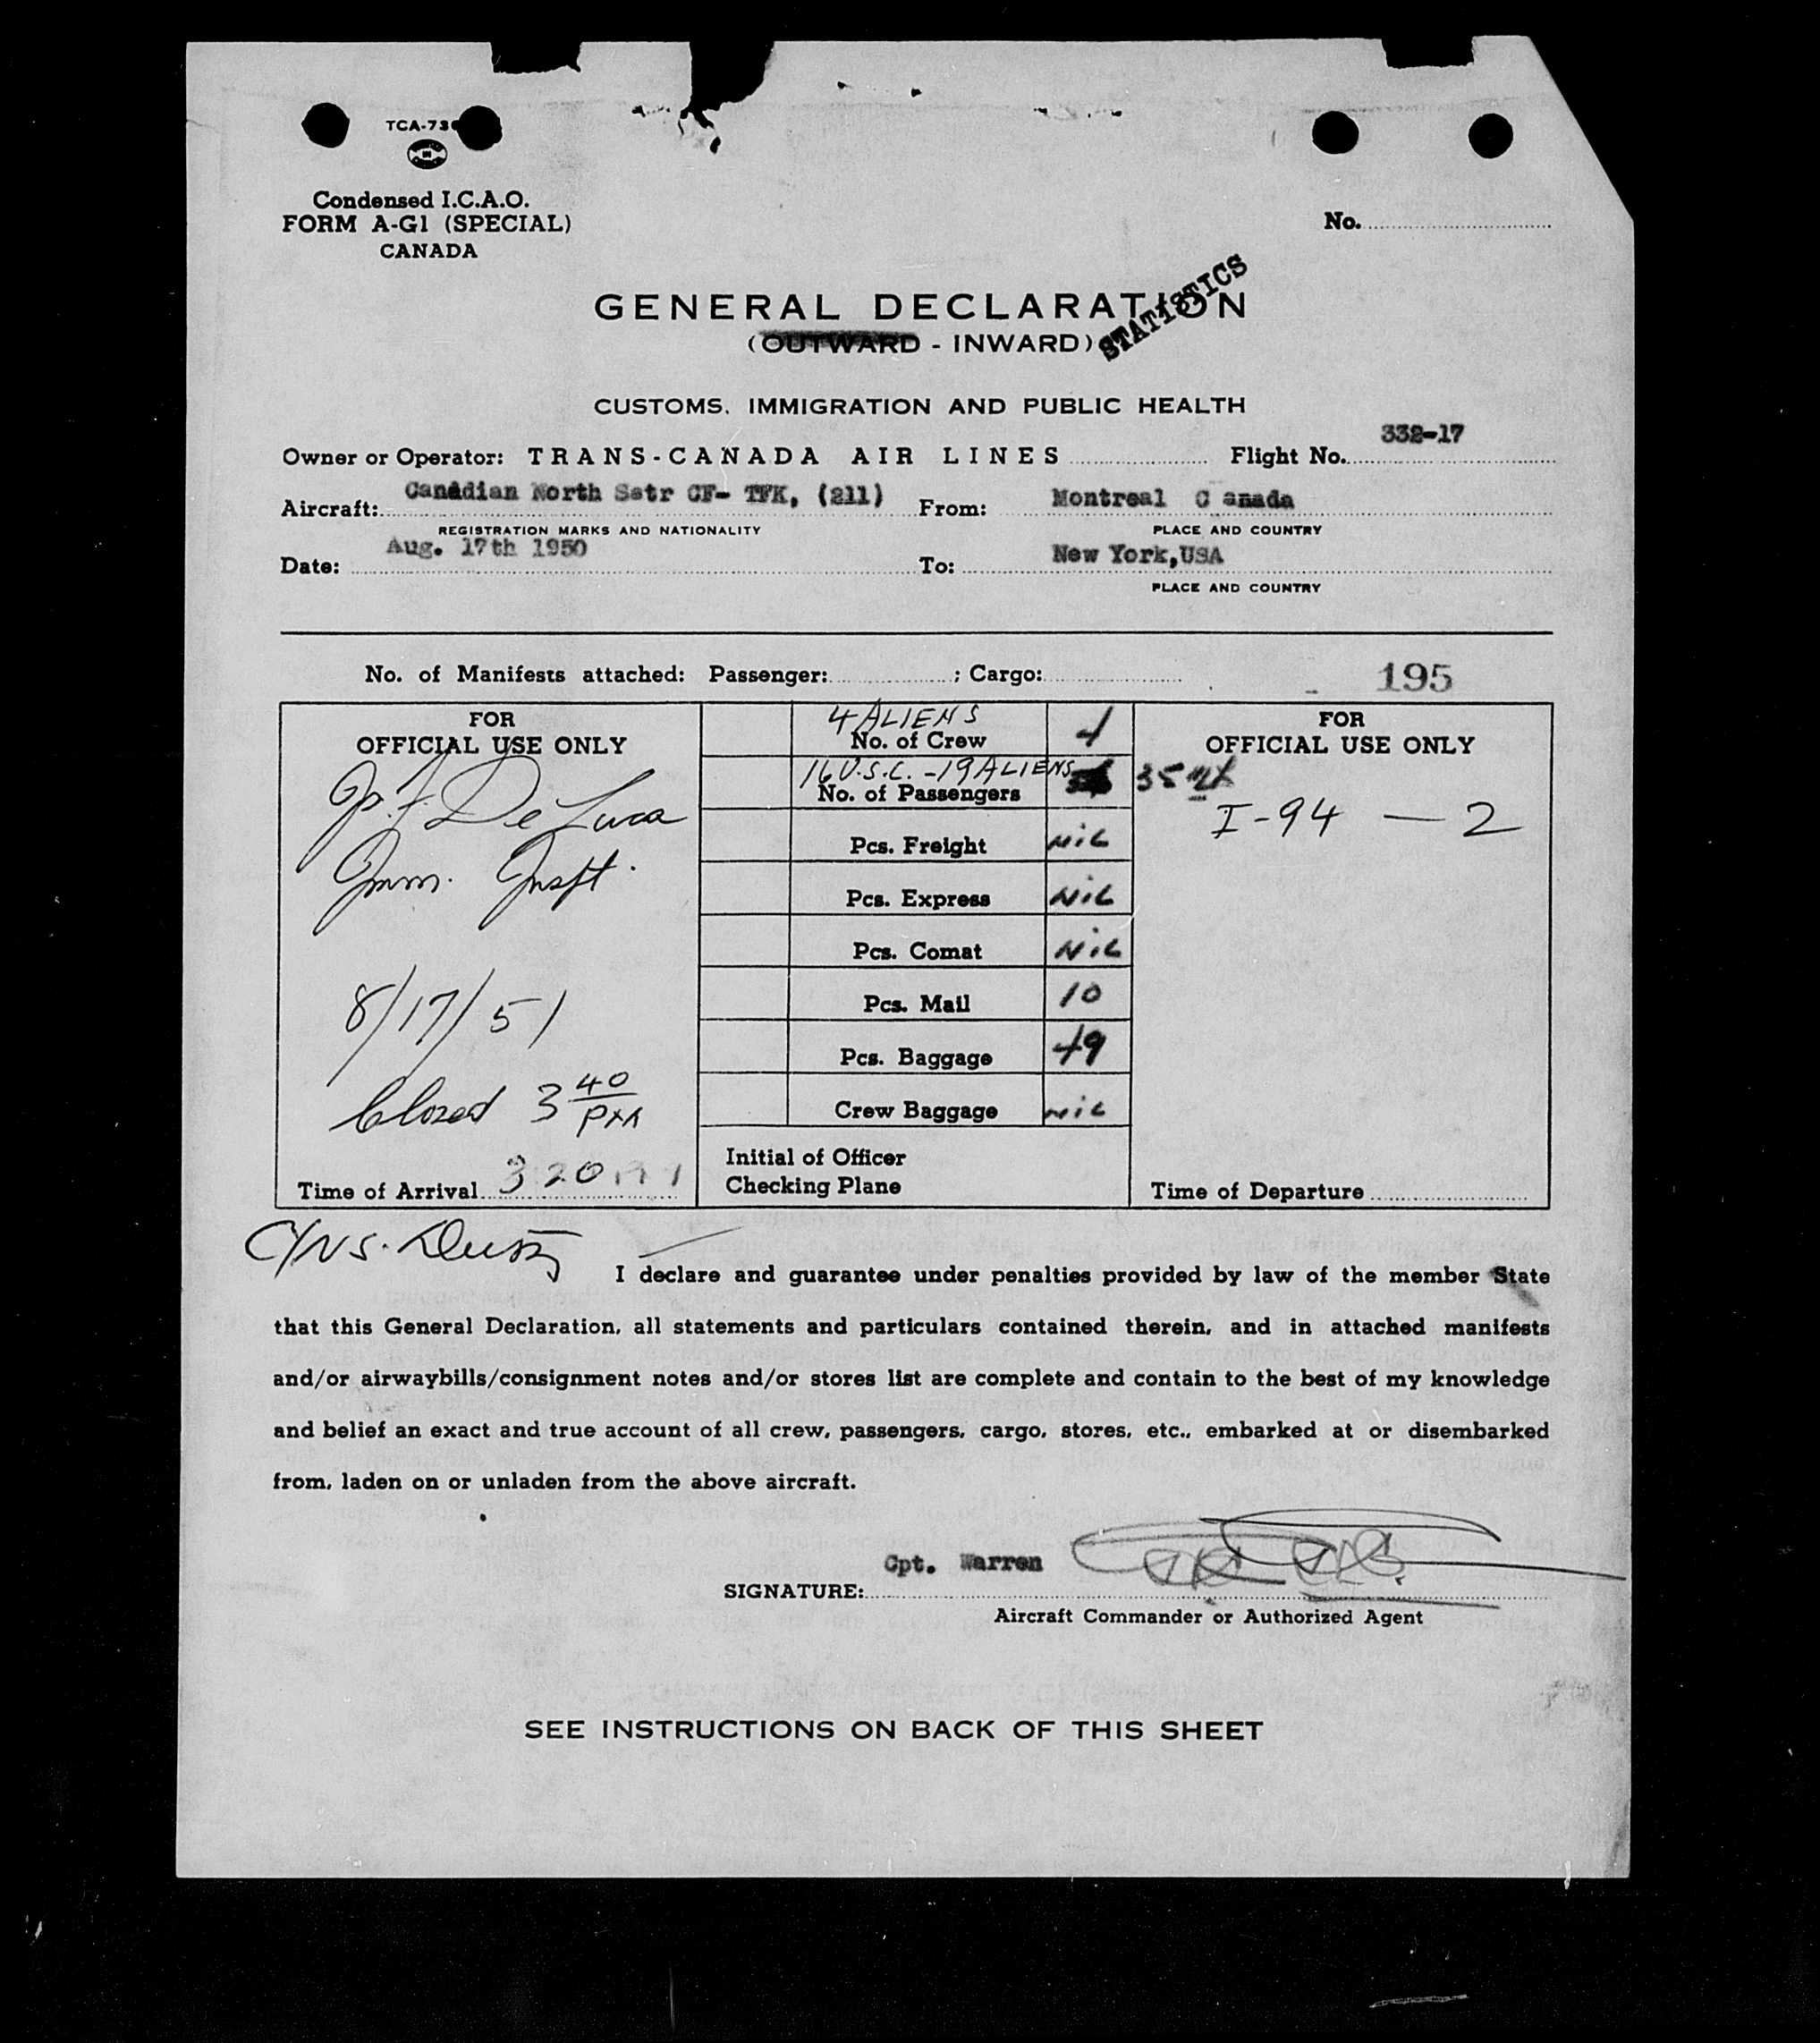 TCA-73
Condensed I.C.A.O.
FORM A-G1 (SPECIAL)
CANADA
No.
GENERAL DECLARATION
STATISTICS
(OUTWARD - INWARD)
CUSTOMS, IMMIGRATION AND PUBLIC HEALTH
332-17
Owner or Operator: TRANS-CANADA AIR LINES Flight No.
Aircraft: Canadian North Satr CF- TFK, (211) From: Montreal C anada
REGISTRATION MARKS AND NATIONALITY PLACE AND COUNTRY
Date: Aug. 17th 1950 To: New York,USA
PLACE AND COUNTRY
No. of Manifests attached: Passenger: ; Cargo: 195
FOR
OFFICIAL USE ONLY
De Luca
Imm. Inspt.
8/17/51
Closed 3 40 PM
Time of Arrival 3 20
4 ALIENS
No. of Crew 4
16 U.S.C. - 19 ALIENS
No. of Passengers 35
Pcs. Freight NiL
Pcs. Express NiL
Pcs. Comat NiL
Pcs. Mail 10
Pcs. Baggage 49
Crew Baggage NiL
Initial of Officer
Checking Plane
FOR
OFFICIAL USE ONLY
I-94 — 2
Time of Departure
I declare and guarantee under penalties provided by law of the member State
that this General Declaration, all statements and particulars contained therein, and in attached manifests
and/or airwaybills/consignment notes and/or stores list are complete and contain to the best of my knowledge
and belief an exact and true account of all crew, passengers, cargo, stores, etc., embarked at or disembarked
from, laden on or unladen from the above aircraft.
Cpt. Warren
SIGNATURE:
Aircraft Commander or Authorized Agent
SEE INSTRUCTIONS ON BACK OF THIS SHEET